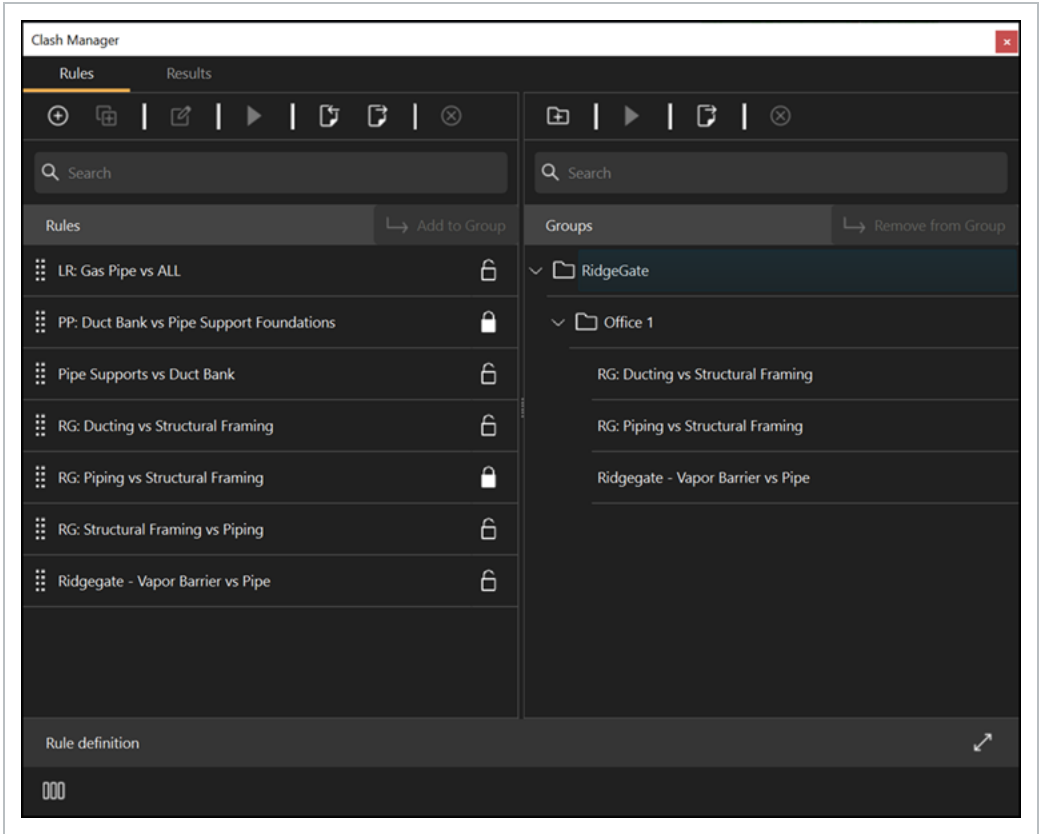 Clash Manager
Rules Results
Search
Search
Rules Add to Group
Groups Remove from Group
LR: Gas Pipe vs ALL
PP: Duct Bank vs Pipe Support Foundations
Pipe Supports vs Duct Bank
RG: Ducting vs Structural Framing
RG: Piping vs Structural Framing
RG: Structural Framing vs Piping
Ridgegate - Vapor Barrier vs Pipe
RidgeGate
Office 1
RG: Ducting vs Structural Framing
RG: Piping vs Structural Framing
Ridgegate - Vapor Barrier vs Pipe
Rule definition